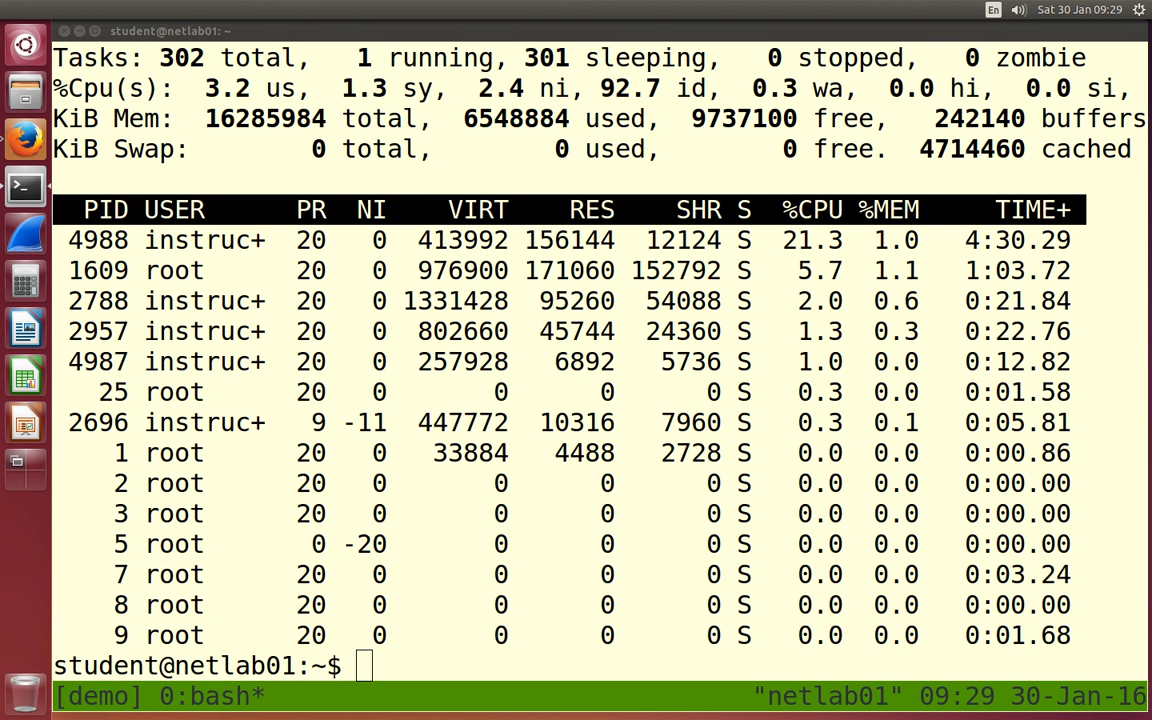 En Sat 30 Jan 09:29
student@netlab01: ~
Tasks: 302 total, 1 running, 301 sleeping, 0 stopped, 0 zombie
%Cpu(s): 3.2 us, 1.3 sy, 2.4 ni, 92.7 id, 0.3 wa, 0.0 hi, 0.0 si,
KiB Mem: 16285984 total, 6548884 used, 9737100 free, 242140 buffers
KiB Swap: 0 total, 0 used, 0 free. 4714460 cached
PID USER PR NI VIRT RES SHR S %CPU %MEM TIME+
4988 instruc+ 20 0 413992 156144 12124 S 21.3 1.0 4:30.29
1609 root 20 0 976900 171060 152792 S 5.7 1.1 1:03.72
2788 instruc+ 20 0 1331428 95260 54088 S 2.0 0.6 0:21.84
2957 instruc+ 20 0 802660 45744 24360 S 1.3 0.3 0:22.76
4987 instruc+ 20 0 257928 6892 5736 S 1.0 0.0 0:12.82
25 root 20 0 0 0 0 S 0.3 0.0 0:01.58
2696 instruc+ 9 -11 447772 10316 7960 S 0.3 0.1 0:05.81
1 root 20 0 33884 4488 2728 S 0.0 0.0 0:00.86
2 root 20 0 0 0 0 S 0.0 0.0 0:00.00
3 root 20 0 0 0 0 S 0.0 0.0 0:00.00
5 root 0 -20 0 0 0 S 0.0 0.0 0:00.00
7 root 20 0 0 0 0 S 0.0 0.0 0:03.24
8 root 20 0 0 0 0 S 0.0 0.0 0:00.00
9 root 20 0 0 0 0 S 0.0 0.0 0:01.68
student@netlab01:~$
[demo] 0:bash* "netlab01" 09:29 30-Jan-16